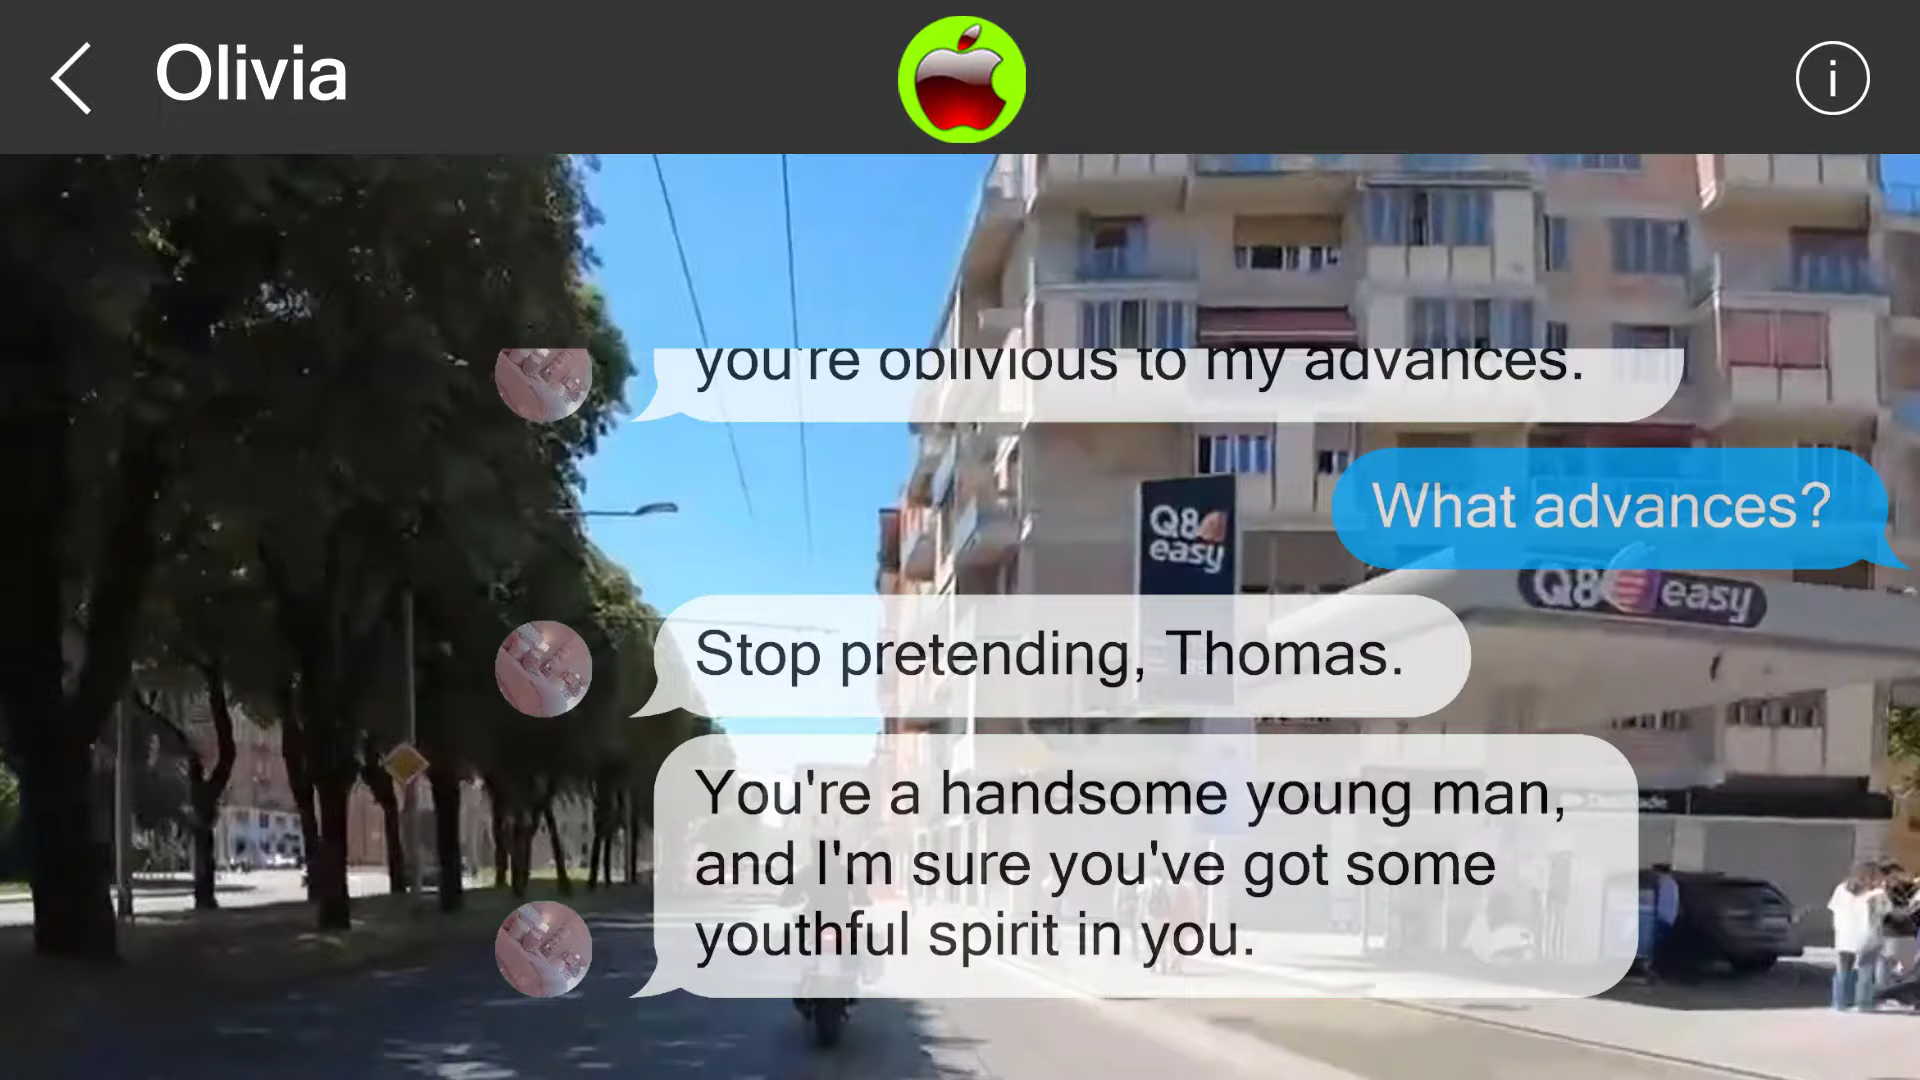 Olivia
you're oblivious to my advances.
What advances?
Q8
easy
Q8 easy
Stop pretending, Thomas.
You're a handsome young man,
and I'm sure you've got some
youthful spirit in you.